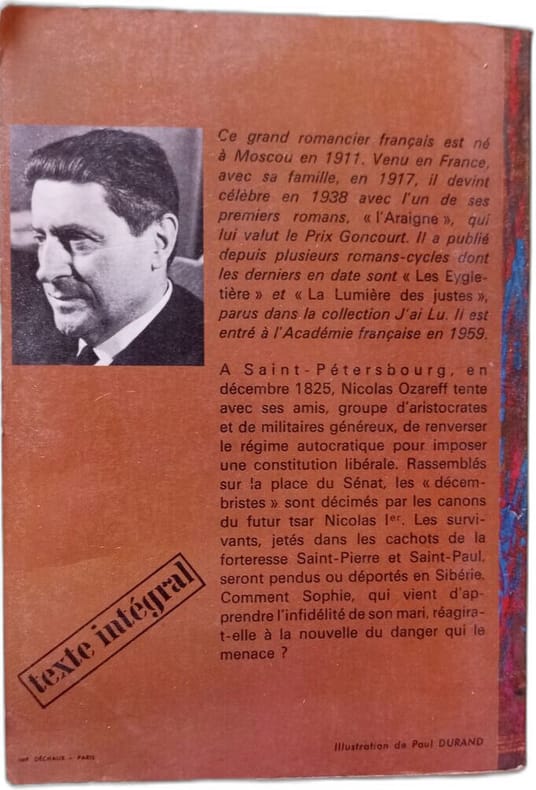 Ce grand romancier français est né
à Moscou en 1911. Venu en France,
avec sa famille, en 1917, il devint
célèbre en 1938 avec l'un de ses
premiers romans, « l'Araigne », qui
lui valut le Prix Goncourt. Il a publié
depuis plusieurs romans-cycles dont
les derniers en date sont « Les Eygle-
tière » et « La Lumière des justes »,
parus dans la collection J'ai Lu. Il est
entré à l'Académie française en 1959.
A Saint-Pétersbourg, en
décembre 1825, Nicolas Ozareff tente
avec ses amis, groupe d'aristocrates
et de militaires généreux, de renverser
le régime autocratique pour imposer
une constitution libérale. Rassemblés
sur la place du Sénat, les « décem-
bristes » sont décimés par les canons
du futur tsar Nicolas Ier. Les survi-
vants, jetés dans les cachots de la
forteresse Saint-Pierre et Saint-Paul,
seront pendus ou déportés en Sibérie.
Comment Sophie, qui vient d'ap-
prendre l'infidélité de son mari, réagira-
t-elle à la nouvelle du danger qui le
menace ?
texte intégral
Illustration de Paul DURAND
IMP. DÉCHAUX - PARIS